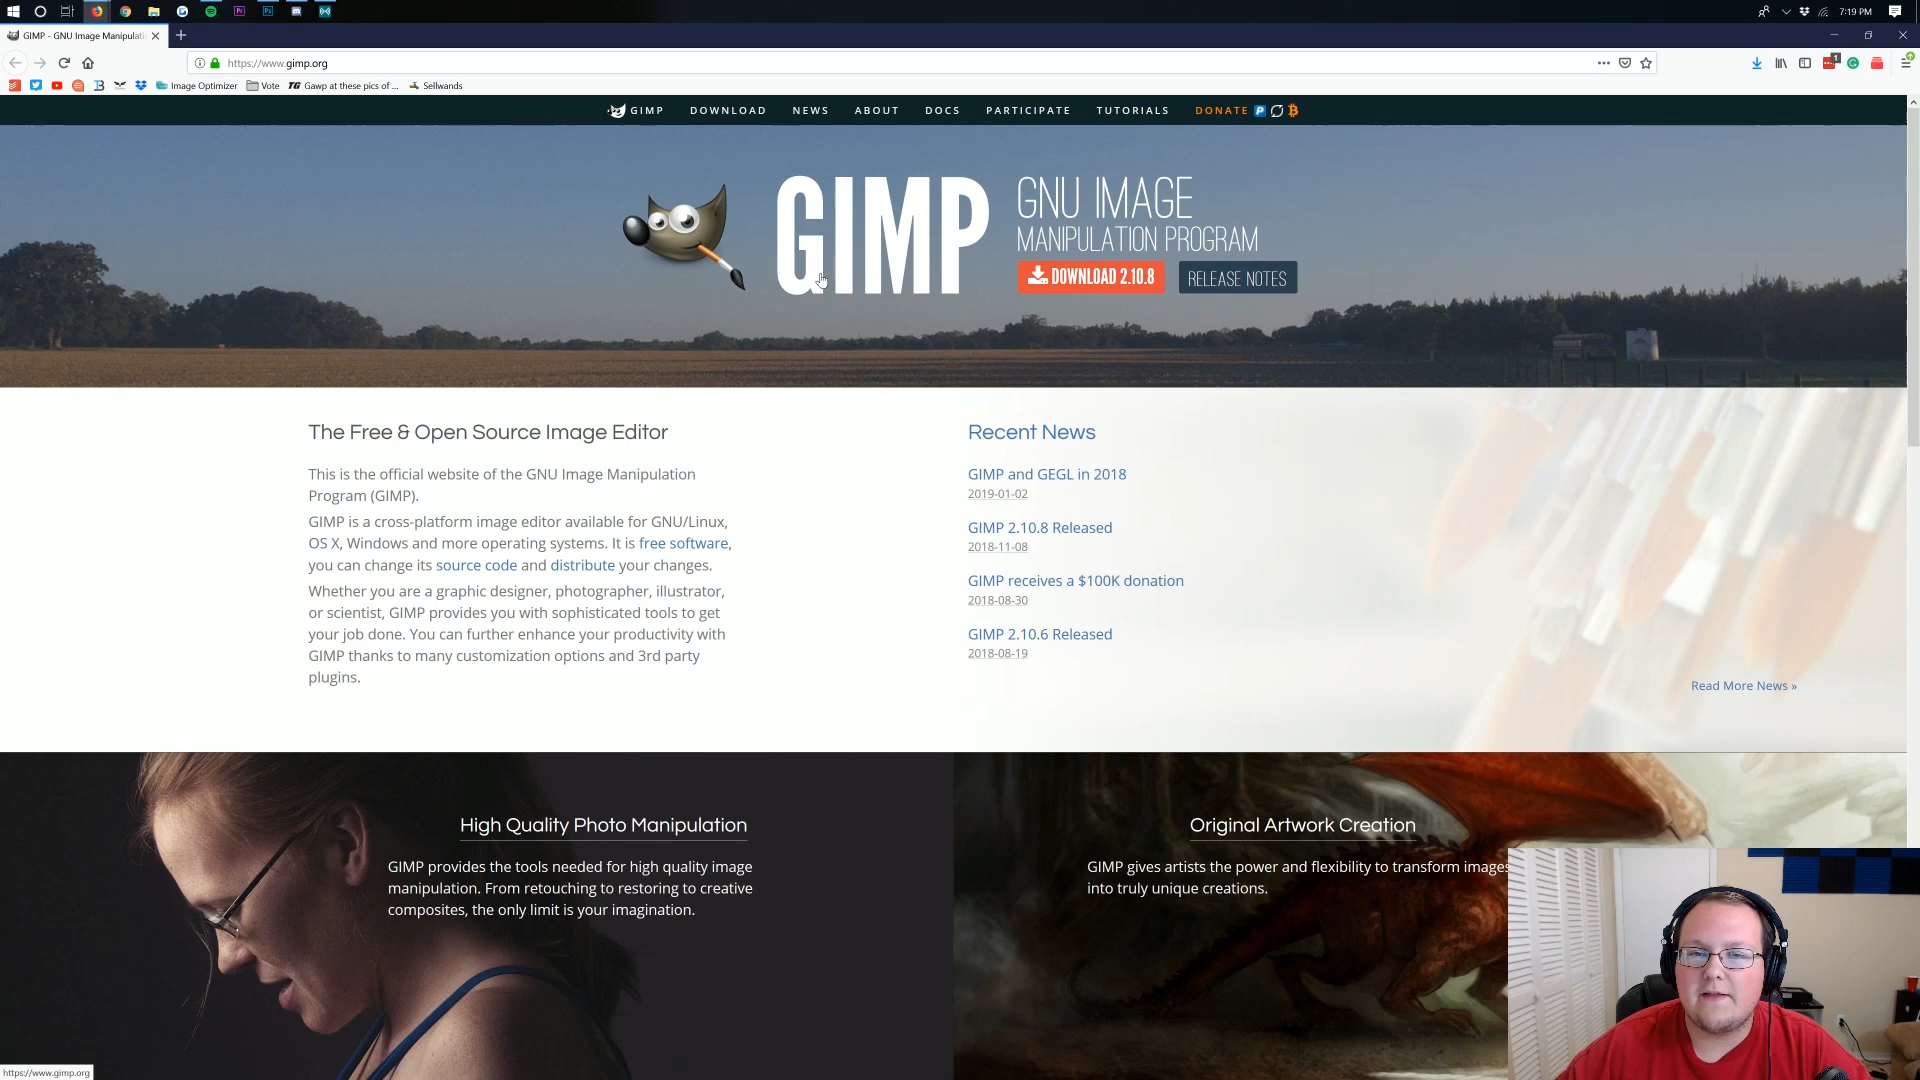 7:19 PM
GIMP - GNU Image Manipulati
https://www.gimp.org
1
Image Optimizer Vote TG Gawp at these pics of ... Sellwands
GIMP DOWNLOAD NEWS ABOUT DOCS PARTICIPATE TUTORIALS DONATE
GIMP
GNU IMAGE
MANIPULATION PROGRAM
DOWNLOAD 2.10.8 RELEASE NOTES
The Free & Open Source Image Editor
This is the official website of the GNU Image Manipulation
Program (GIMP).
GIMP is a cross-platform image editor available for GNU/Linux,
OS X, Windows and more operating systems. It is free software,
you can change its source code and distribute your changes.
Whether you are a graphic designer, photographer, illustrator,
or scientist, GIMP provides you with sophisticated tools to get
your job done. You can further enhance your productivity with
GIMP thanks to many customization options and 3rd party
plugins.
Recent News
GIMP and GEGL in 2018
2019-01-02
GIMP 2.10.8 Released
2018-11-08
GIMP receives a $100K donation
2018-08-30
GIMP 2.10.6 Released
2018-08-19
Read More News »
High Quality Photo Manipulation
GIMP provides the tools needed for high quality image
manipulation. From retouching to restoring to creative
composites, the only limit is your imagination.
Original Artwork Creation
GIMP gives artists the power and flexibility to transform images
into truly unique creations.
https://www.gimp.org